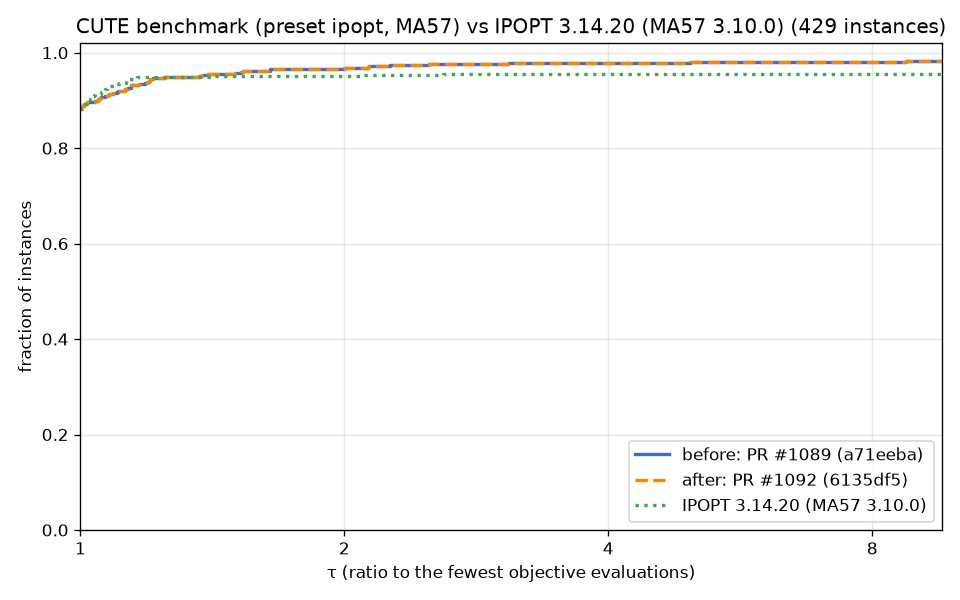 CUTE benchmark (preset ipopt, MA57) vs IPOPT 3.14.20 (MA57 3.10.0) (429 instances)
1.0
0.8
0.6
0.4
0.2
0.0
fraction of instances
before: PR #1089 (a71eeba)
after: PR #1092 (6135df5)
IPOPT 3.14.20 (MA57 3.10.0)
1 2 4 8
τ (ratio to the fewest objective evaluations)